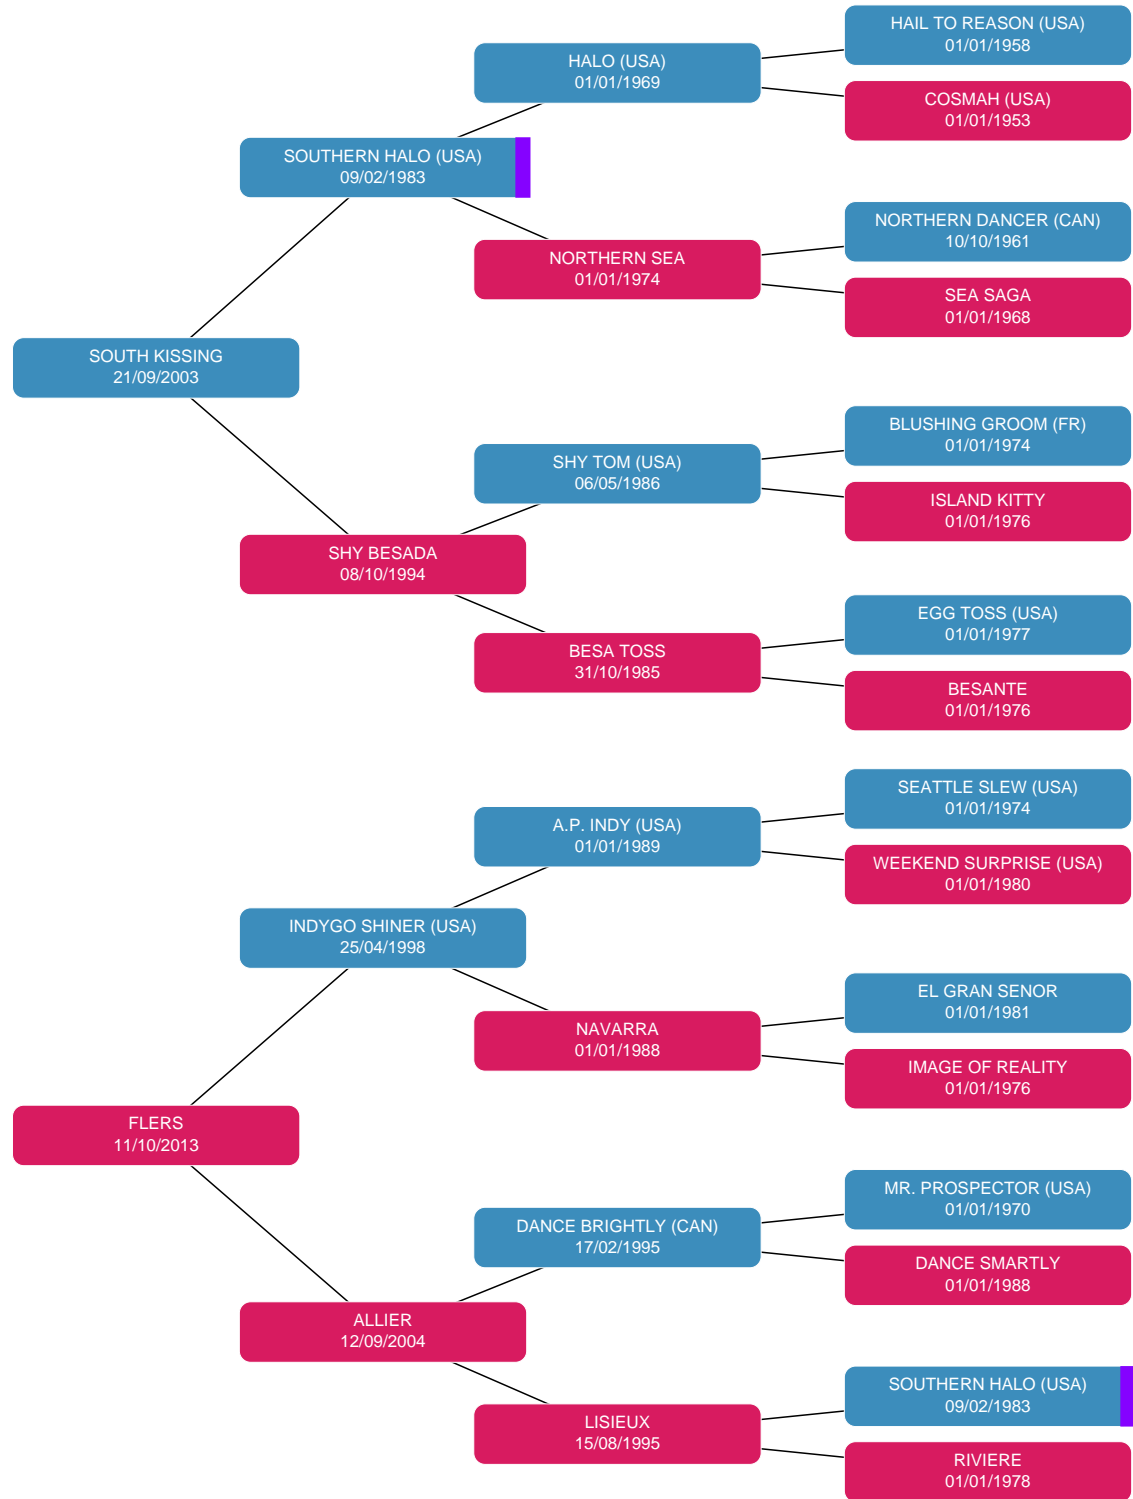 HAIL TO REASON (USA)
01/01/1958
HALO (USA)
01/01/1969
COSMAH (USA)
01/01/1953
SOUTHERN HALO (USA)
09/02/1983
NORTHERN DANCER (CAN)
10/10/1961
NORTHERN SEA
01/01/1974
SEA SAGA
01/01/1968
SOUTH KISSING
21/09/2003
BLUSHING GROOM (FR)
01/01/1974
SHY TOM (USA)
06/05/1986
ISLAND KITTY
01/01/1976
SHY BESADA
08/10/1994
EGG TOSS (USA)
01/01/1977
BESA TOSS
31/10/1985
BESANTE
01/01/1976
SEATTLE SLEW (USA)
01/01/1974
A.P. INDY (USA)
01/01/1989
WEEKEND SURPRISE (USA)
01/01/1980
INDYGO SHINER (USA)
25/04/1998
EL GRAN SENOR
01/01/1981
NAVARRA
01/01/1988
IMAGE OF REALITY
01/01/1976
FLERS
11/10/2013
MR. PROSPECTOR (USA)
01/01/1970
DANCE BRIGHTLY (CAN)
17/02/1995
DANCE SMARTLY
01/01/1988
ALLIER
12/09/2004
SOUTHERN HALO (USA)
09/02/1983
LISIEUX
15/08/1995
RIVIERE
01/01/1978